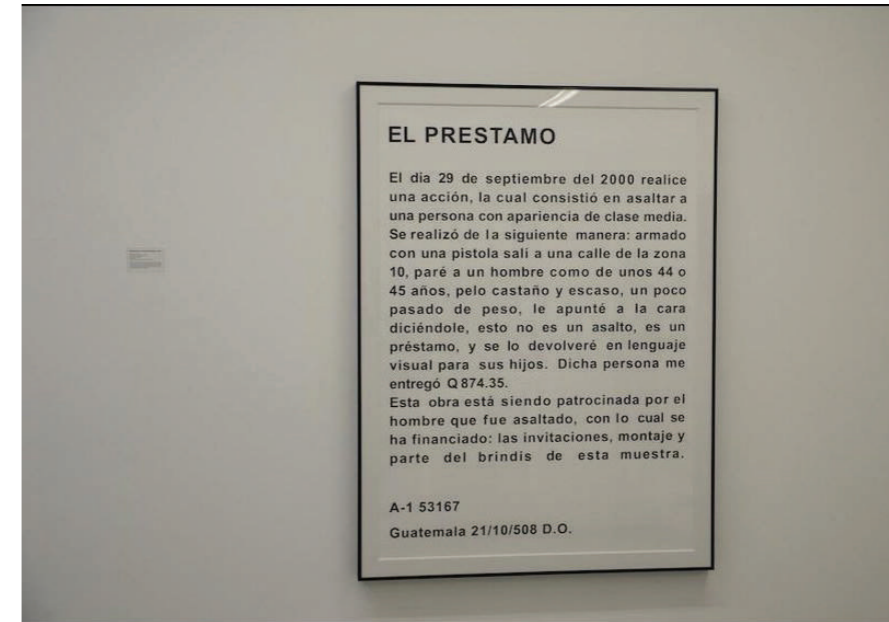 EL PRESTAMO
El día 29 de septiembre del 2000 realice
una acción, la cual consistió en asaltar a
una persona con apariencia de clase media.
Se realizó de la siguiente manera: armado
con una pistola salí a una calle de la zona
10, paré a un hombre como de unos 44 o
45 años, pelo castaño y escaso, un poco
pasado de peso, le apunté a la cara
diciéndole, esto no es un asalto, es un
préstamo, y se lo devolveré en lenguaje
visual para sus hijos. Dicha persona me
entregó Q 874.35.
Esta obra está siendo patrocinada por el
hombre que fue asaltado, con lo cual se
ha financiado: las invitaciones, montaje y
parte del brindis de esta muestra.
A-1 53167
Guatemala 21/10/508 D.O.